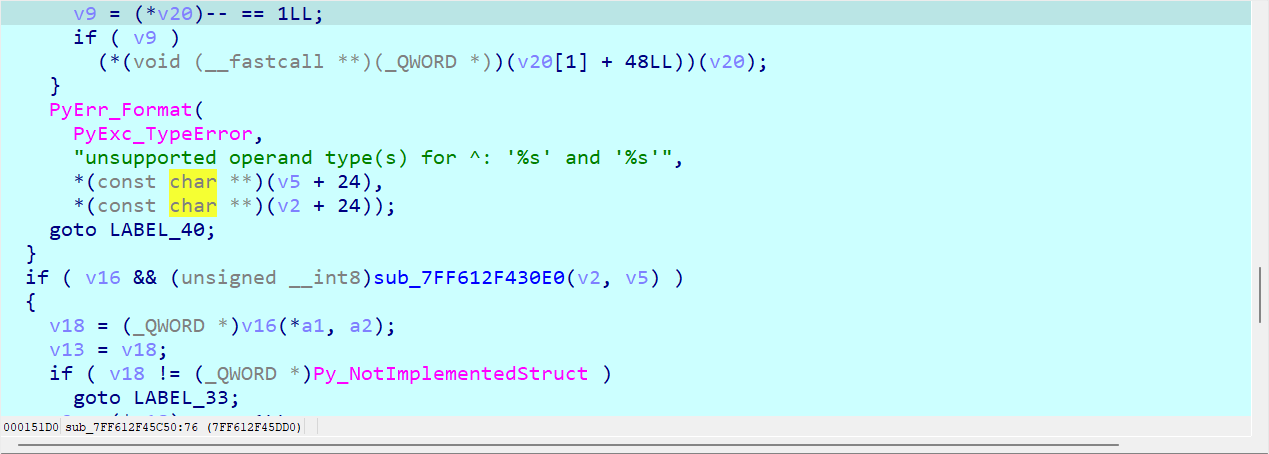 v9 = (*v20)-- == 1LL;
if ( v9 )
(*(void (__fastcall **)(_QWORD *))(v20[1] + 48LL))(v20);
}
PyErr_Format(
PyExc_TypeError,
"unsupported operand type(s) for ^: '%s' and '%s'",
*(const char **)(v5 + 24),
*(const char **)(v2 + 24));
goto LABEL_40;
}
if ( v16 && (unsigned __int8)sub_7FF612F430E0(v2, v5) )
{
v18 = (_QWORD *)v16(*a1, a2);
v13 = v18;
if ( v18 != (_QWORD *)Py_NotImplementedStruct )
goto LABEL_33;
000151D0 sub_7FF612F45C50:76 (7FF612F45DD0)